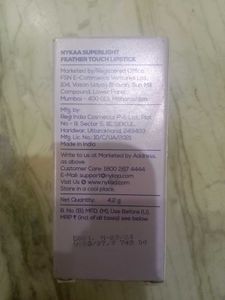 NYKAA SUPERLIGHT
FEATHER TOUCH LIPSTICK
Marketed by/Registered Office
FSN E-Commerce Ventures Ltd.
104, Vasan Udyog Bhavan, Sun Mill
Compound, Lower Parel
Mumbai - 400 013, Maharashtra
Mfg by:
Regi India Cosmetics Pvt. Ltd. Plot
No - 8, Sector 5, IIE, SIDCUL,
Haridwar, Uttarakhand, 249403
Mfg Lic No:
Made in India
Write to us at Marketed by Address,
as above
Customer Care: 1800 267 4444
E-Mail: support@nykaa.com
Visit Us @ www.nykaa.com
Store in a cool place.
Net Weight: 4.2 g
B. No (B), MFD. (M), Use Before (U),
MRP ₹ (incl of all taxes) see below